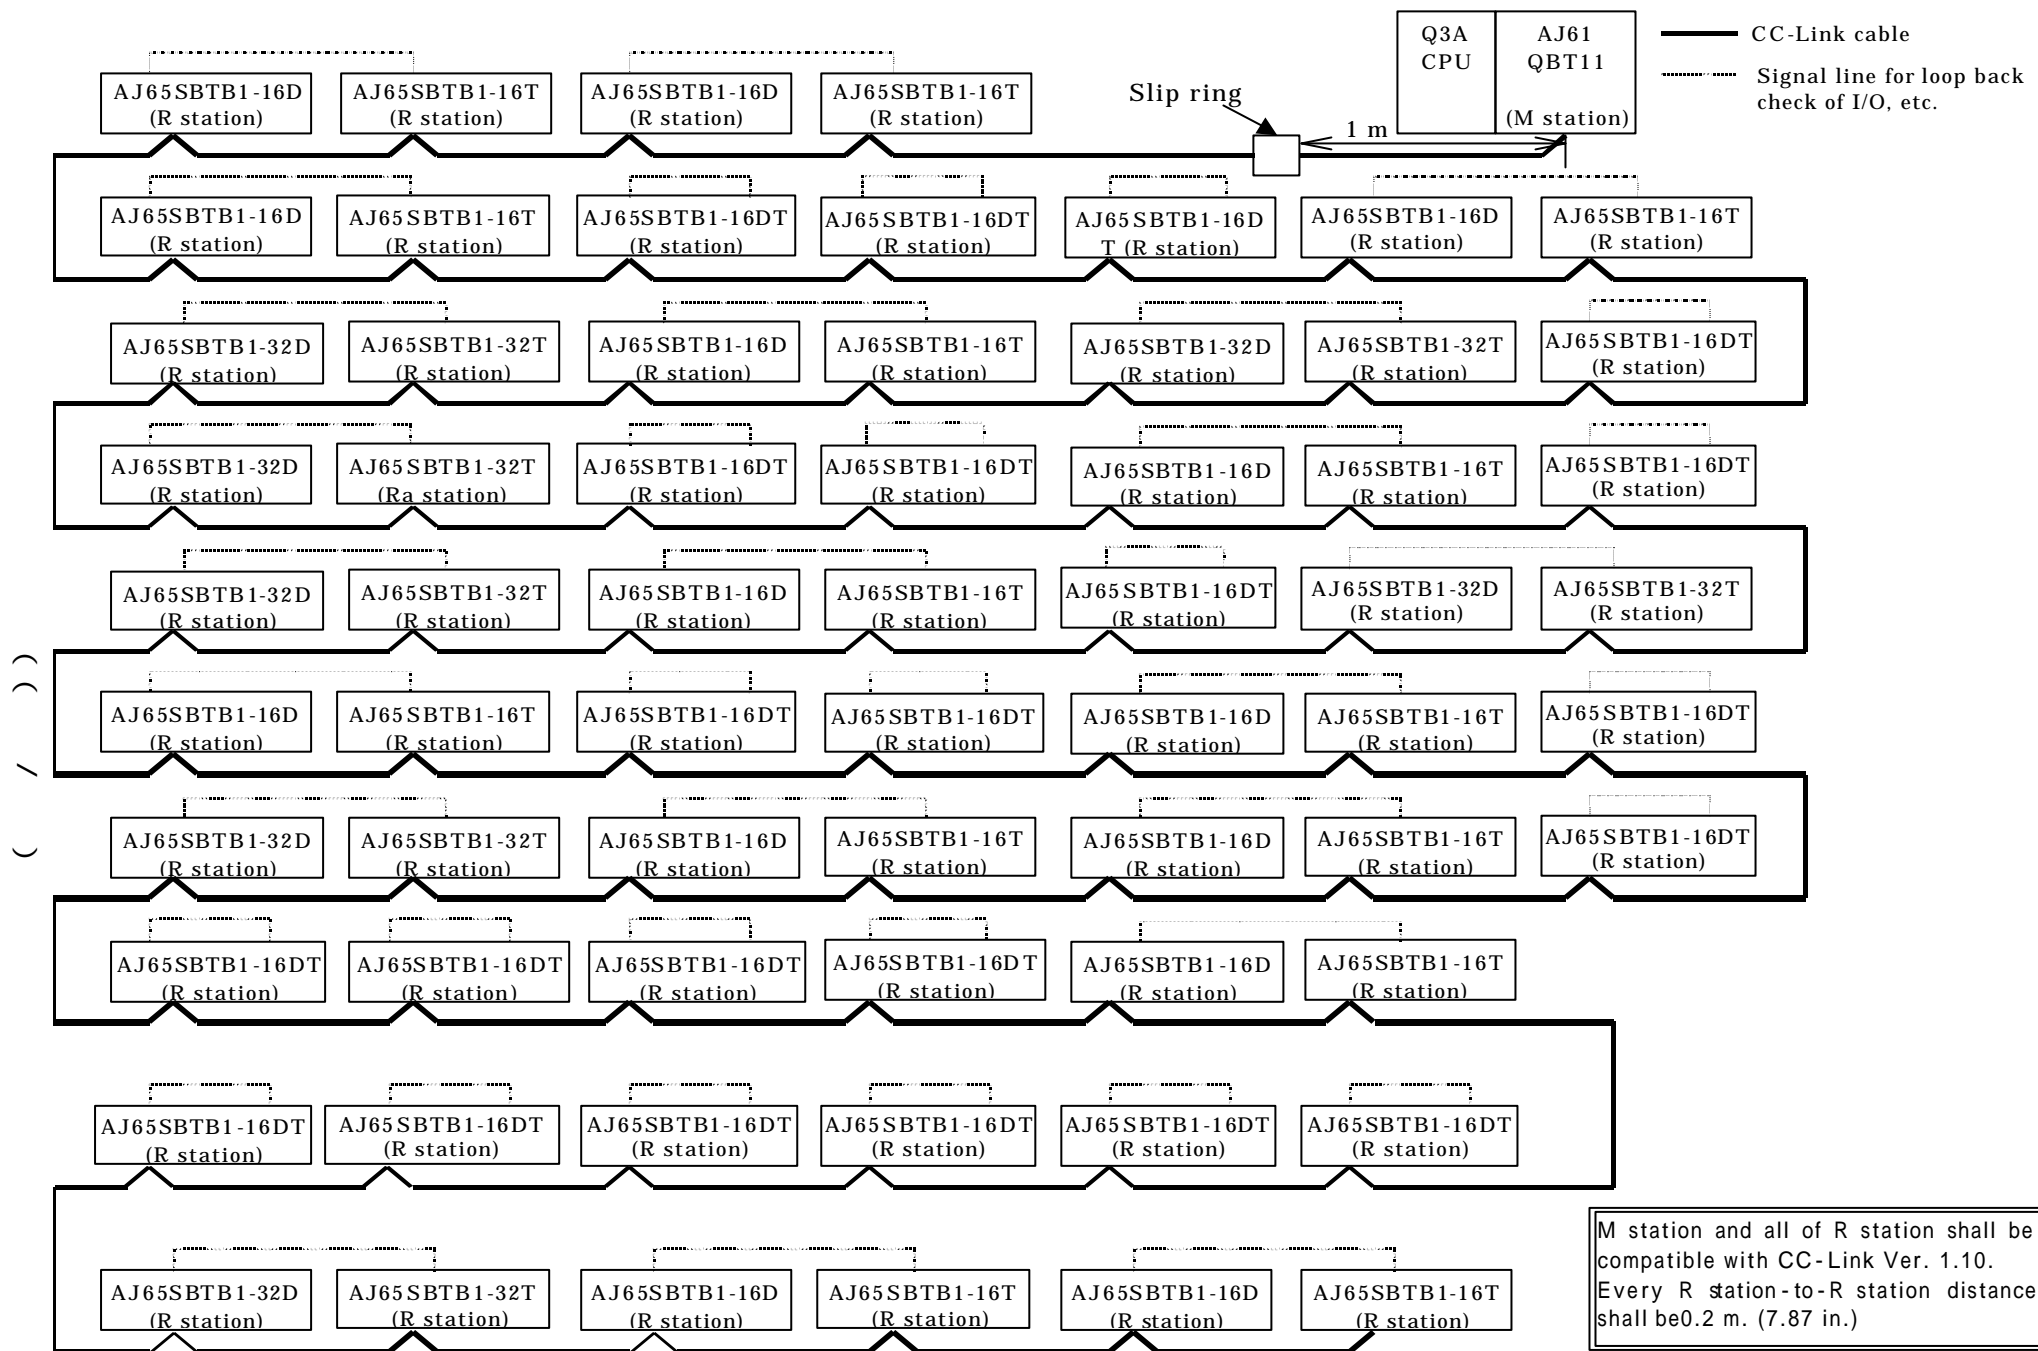 Q3A
CPU
AJ61
QBT11
(M station)
CC-Link cable
Signal line for loop back
check of I/O, etc.
Slip ring
1 m
AJ65SBTB1-16D
(R station)
AJ65SBTB1-16T
(R station)
AJ65SBTB1-16D
(R station)
AJ65SBTB1-16T
(R station)
AJ65SBTB1-16D
(R station)
AJ65SBTB1-16T
(R station)
AJ65SBTB1-16DT
(R station)
AJ65SBTB1-16DT
(R station)
AJ65SBTB1-16D
T (R station)
AJ65SBTB1-16D
(R station)
AJ65SBTB1-16T
(R station)
AJ65SBTB1-32D
(R station)
AJ65SBTB1-32T
(R station)
AJ65SBTB1-16D
(R station)
AJ65SBTB1-16T
(R station)
AJ65SBTB1-32D
(R station)
AJ65SBTB1-32T
(R station)
AJ65SBTB1-16DT
(R station)
AJ65SBTB1-32D
(R station)
AJ65SBTB1-32T
(Ra station)
AJ65SBTB1-16DT
(R station)
AJ65SBTB1-16DT
(R station)
AJ65SBTB1-16D
(R station)
AJ65SBTB1-16T
(R station)
AJ65SBTB1-16DT
(R station)
AJ65SBTB1-32D
(R station)
AJ65SBTB1-32T
(R station)
AJ65SBTB1-16D
(R station)
AJ65SBTB1-16T
(R station)
AJ65SBTB1-16DT
(R station)
AJ65SBTB1-32D
(R station)
AJ65SBTB1-32T
(R station)
AJ65SBTB1-16D
(R station)
AJ65SBTB1-16T
(R station)
AJ65SBTB1-16DT
(R station)
AJ65SBTB1-16DT
(R station)
AJ65SBTB1-16D
(R station)
AJ65SBTB1-16T
(R station)
AJ65SBTB1-16DT
(R station)
AJ65SBTB1-32D
(R station)
AJ65SBTB1-32T
(R station)
AJ65SBTB1-16D
(R station)
AJ65SBTB1-16T
(R station)
AJ65SBTB1-16D
(R station)
AJ65SBTB1-16T
(R station)
AJ65SBTB1-16DT
(R station)
AJ65SBTB1-16DT
(R station)
AJ65SBTB1-16DT
(R station)
AJ65SBTB1-16DT
(R station)
AJ65SBTB1-16DT
(R station)
AJ65SBTB1-16D
(R station)
AJ65SBTB1-16T
(R station)
AJ65SBTB1-16DT
(R station)
AJ65SBTB1-16DT
(R station)
AJ65SBTB1-16DT
(R station)
AJ65SBTB1-16DT
(R station)
AJ65SBTB1-16DT
(R station)
AJ65SBTB1-16DT
(R station)
AJ65SBTB1-32D
(R station)
AJ65SBTB1-32T
(R station)
AJ65SBTB1-16D
(R station)
AJ65SBTB1-16T
(R station)
AJ65SBTB1-16D
(R station)
AJ65SBTB1-16T
(R station)
M station and all of R station shall be
compatible with CC-Link Ver. 1.10.
Every R station-to-R station distance
shall be0.2 m. (7.87 in.)